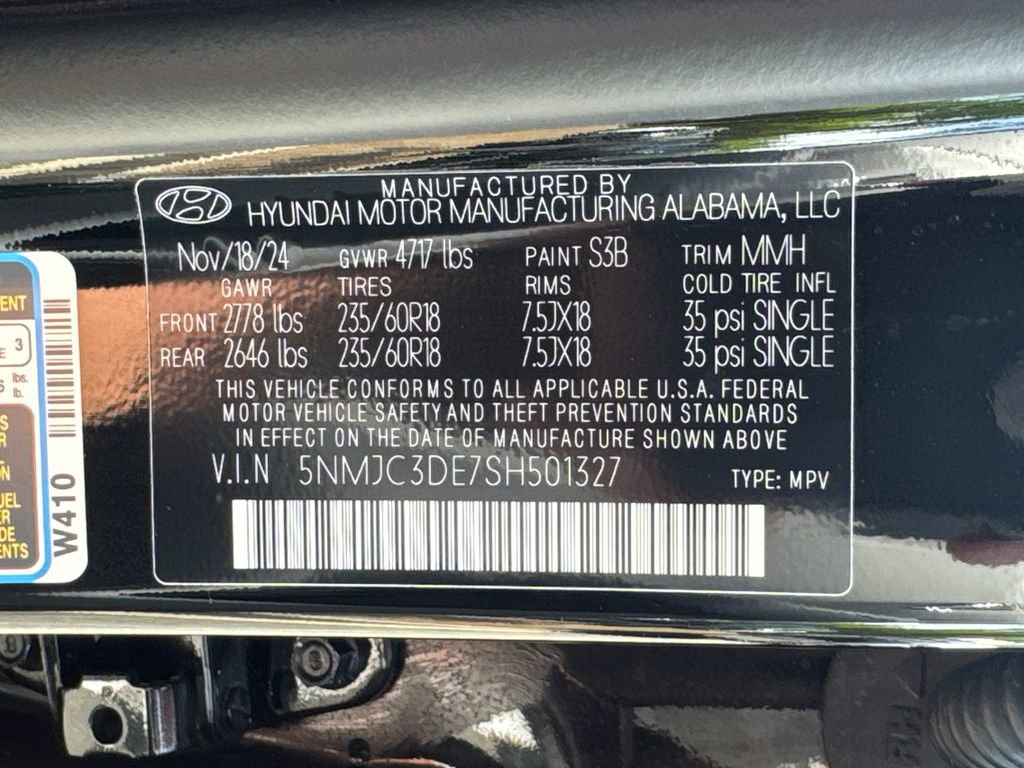 MANUFACTURED BY
HYUNDAI MOTOR MANUFACTURING ALABAMA, LLC
Nov/18/24 GVWR 4717 lbs PAINT S3B TRIM MMH
GAWR TIRES RIMS COLD TIRE INFL
FRONT 2778 lbs 235/60R18 7.5JX18 35 psi SINGLE
REAR 2646 lbs 235/60R18 7.5JX18 35 psi SINGLE
THIS VEHICLE CONFORMS TO ALL APPLICABLE U.S.A. FEDERAL
MOTOR VEHICLE SAFETY AND THEFT PREVENTION STANDARDS
IN EFFECT ON THE DATE OF MANUFACTURE SHOWN ABOVE
V.I.N 5NMJC3DE7SH501327 TYPE: MPV
3
lbs.
lb.
W410